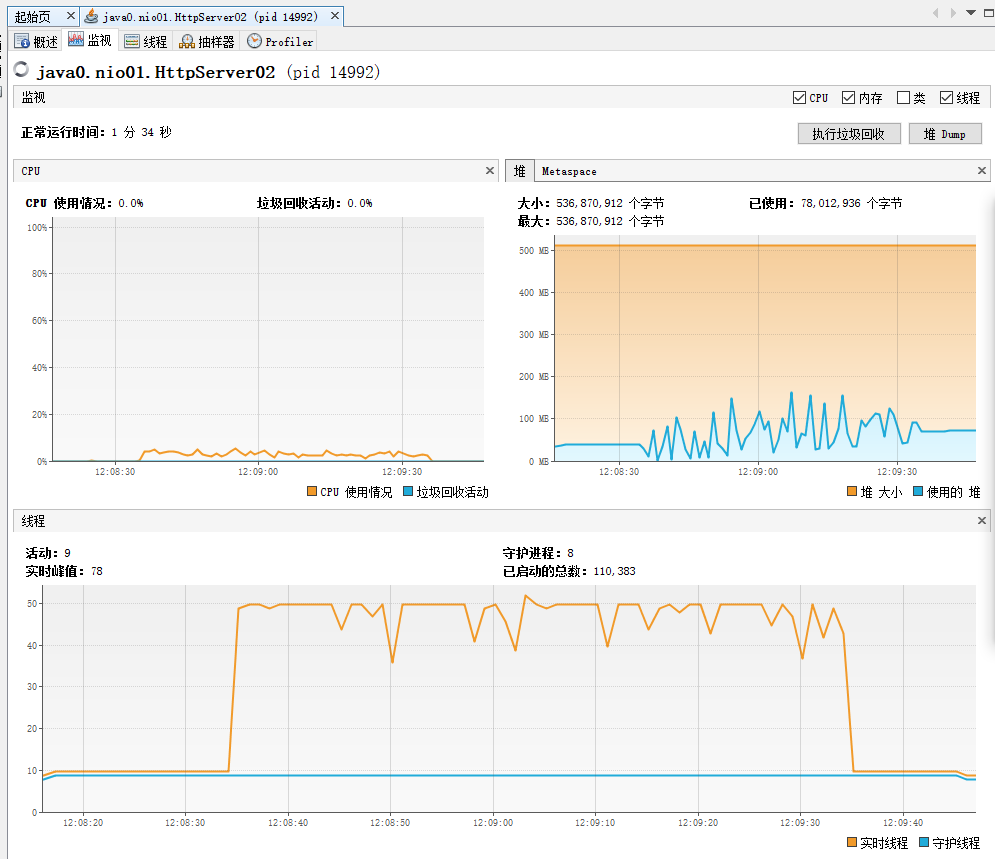 起始页 java0.nio01.HttpServer02 (pid 14992)
概述 监视 线程 抽样器 Profiler
java0.nio01.HttpServer02 (pid 14992)
监视 CPU 内存 类 线程
正常运行时间: 1 分 34 秒 执行垃圾回收 堆 Dump
CPU
CPU 使用情况: 0.0% 垃圾回收活动: 0.0%
100%
80%
60%
40%
20%
0%
12:08:30 12:09:00 12:09:30
CPU 使用情况 垃圾回收活动
堆 Metaspace
大小: 536,870,912 个字节 已使用: 78,012,936 个字节
最大: 536,870,912 个字节
500 MB
400 MB
300 MB
200 MB
100 MB
0 MB
12:08:30 12:09:00 12:09:30
堆 大小 使用的 堆
线程
活动: 9 守护进程: 8
实时峰值: 78 已启动的总数: 110,383
50
40
30
20
10
0
12:08:20 12:08:30 12:08:40 12:08:50 12:09:00 12:09:10 12:09:20 12:09:30 12:09:40
实时线程 守护线程